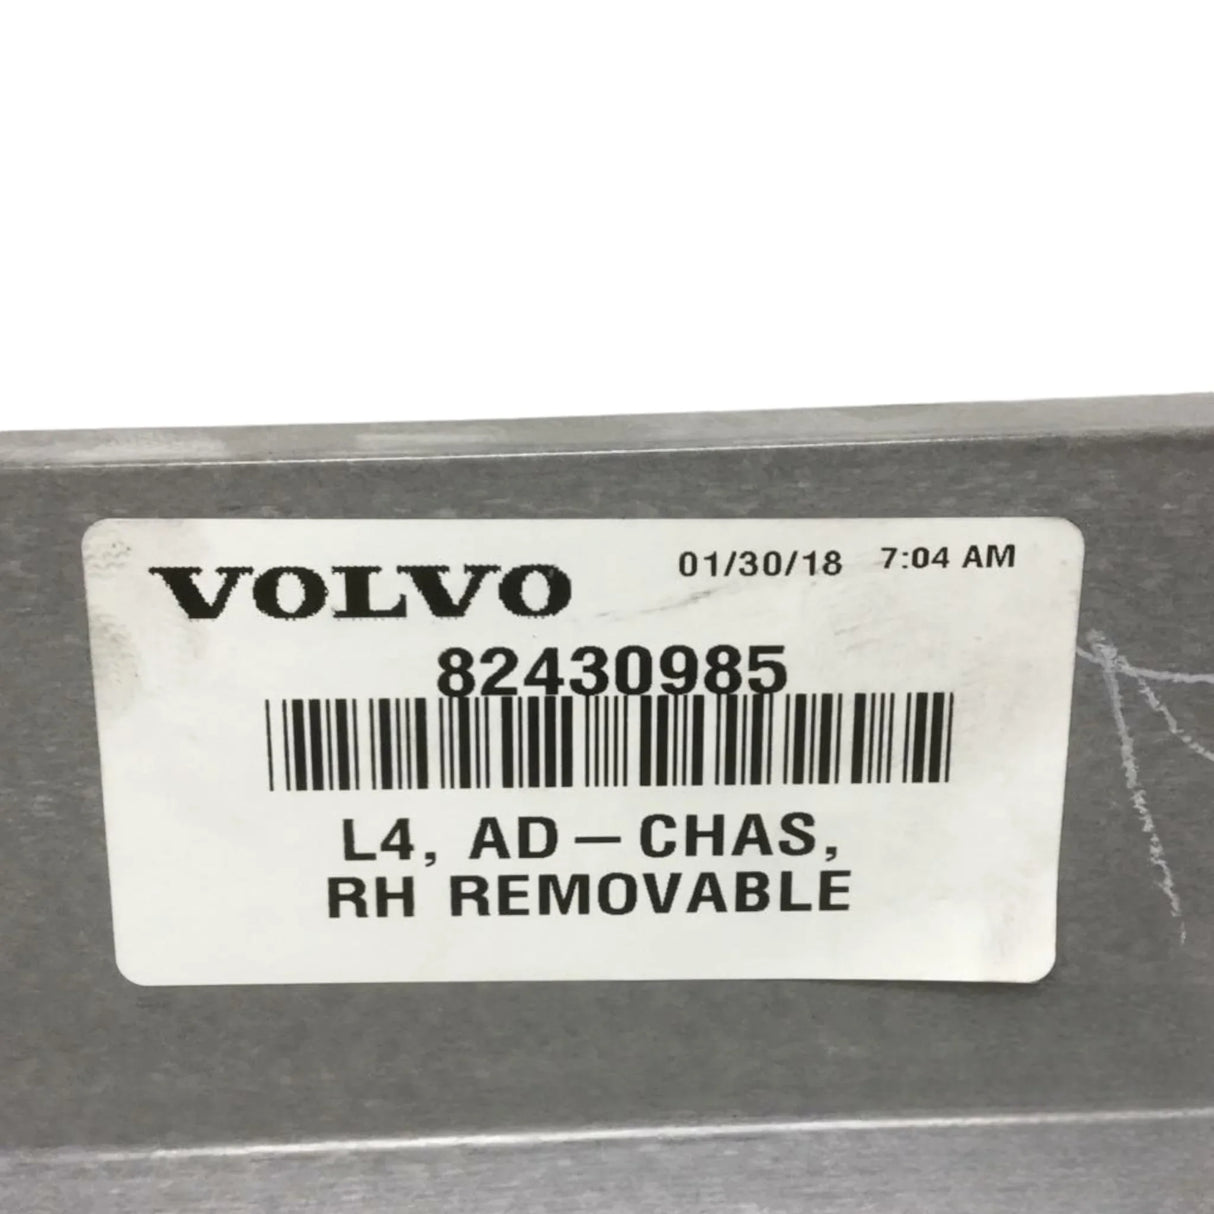 VOLVO 01/30/18 7:04 AM
82430985
L4, AD-CHAS,
RH REMOVABLE